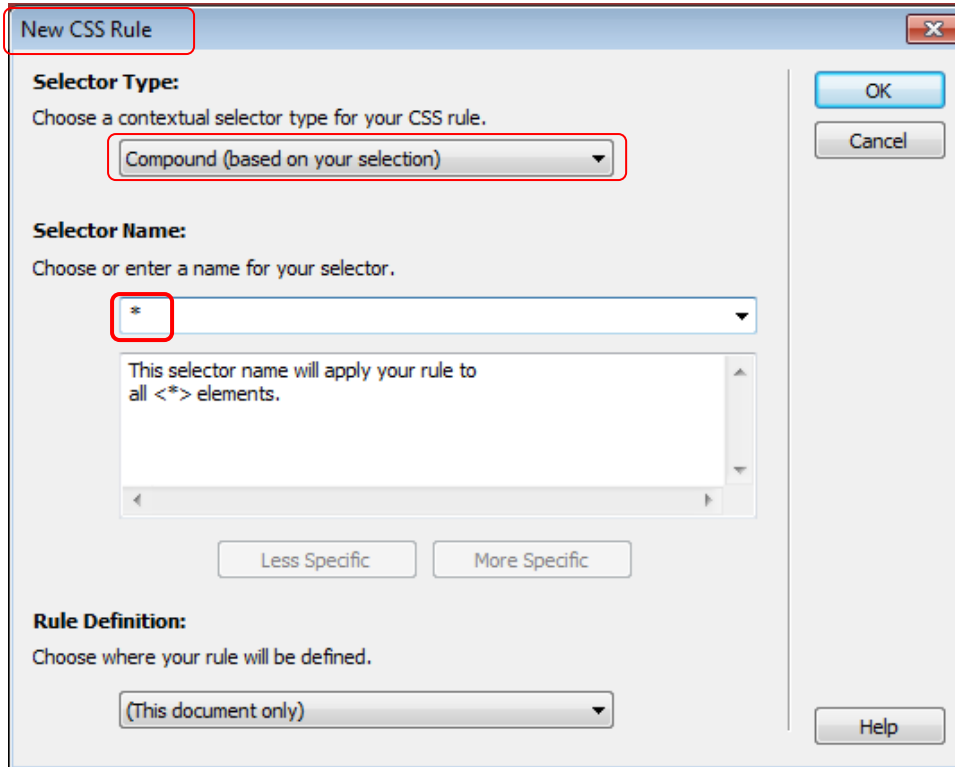 New CSS Rule
Selector Type:
OK
Choose a contextual selector type for your CSS rule.
Cancel
Compound (based on your selection)
Selector Name:
Choose or enter a name for your selector.
*
This selector name will apply your rule to
all <*> elements.
Less Specific
More Specific
Rule Definition:
Choose where your rule will be defined.
(This document only)
Help